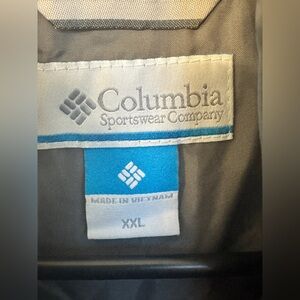 Columbia
Sportswear Company
MADE IN VIETNAM
XXL